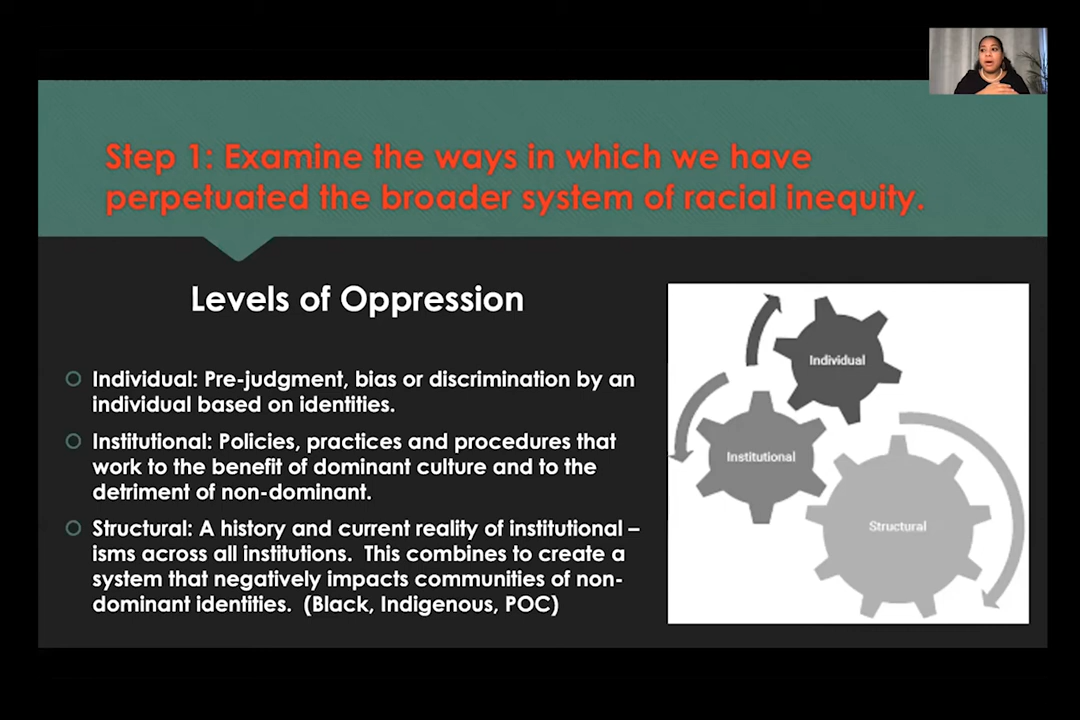 Step 1: Examine the ways in which we have
perpetuated the broader system of racial inequity.
Levels of Oppression
Individual: Pre-judgment, bias or discrimination by an
individual based on identities.
Institutional: Policies, practices and procedures that
work to the benefit of dominant culture and to the
detriment of non-dominant.
Structural: A history and current reality of institutional –
isms across all institutions.  This combines to create a
system that negatively impacts communities of non-
dominant identities.  (Black, Indigenous, POC)
Individual
Institutional
Structural